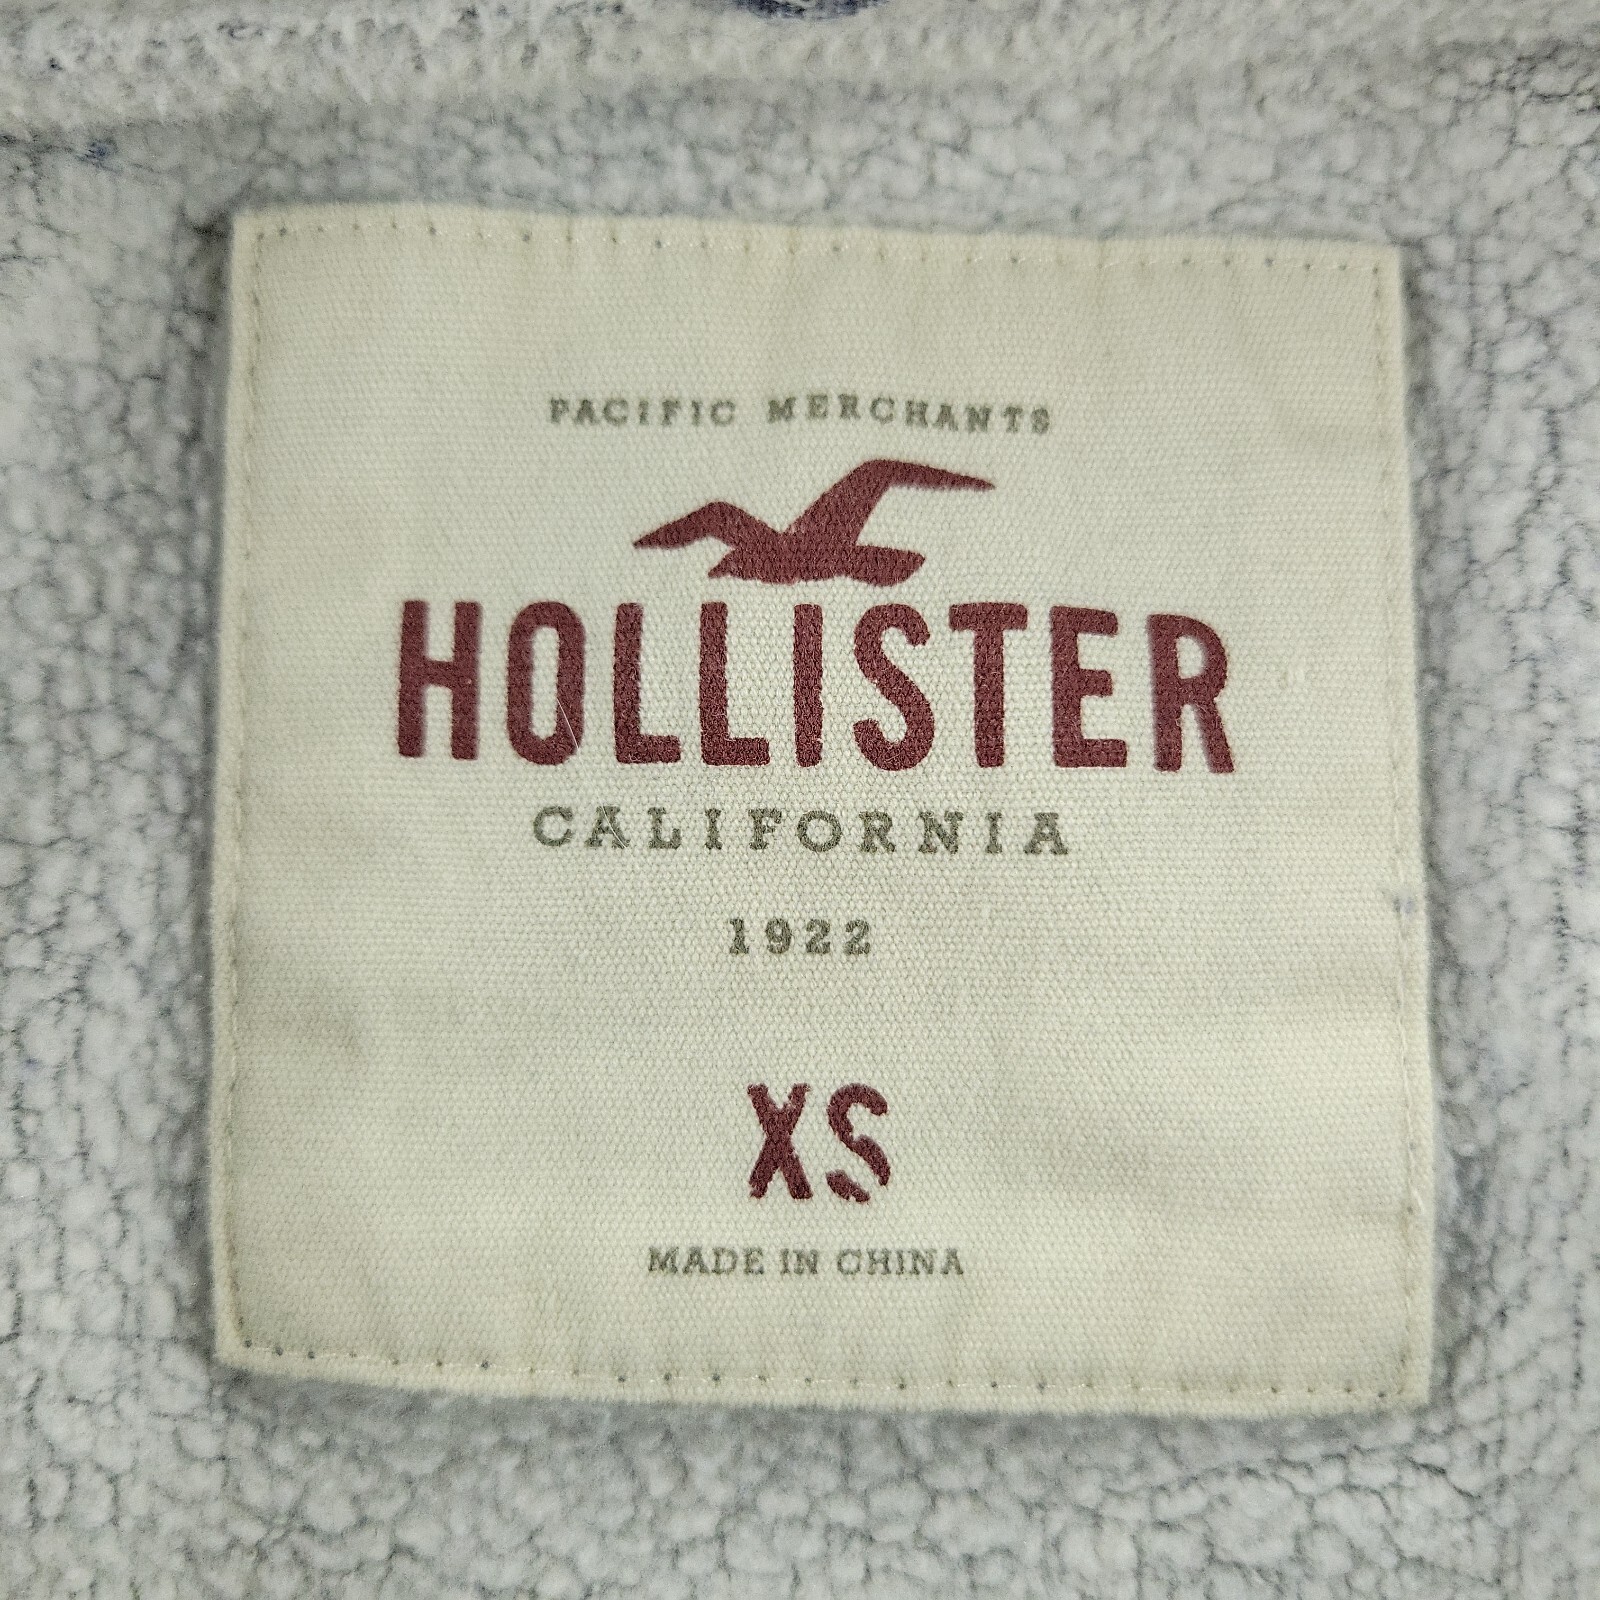 PACIFIC MERCHANTS
HOLLISTER
CALIFORNIA
1922
XS
MADE IN CHINA